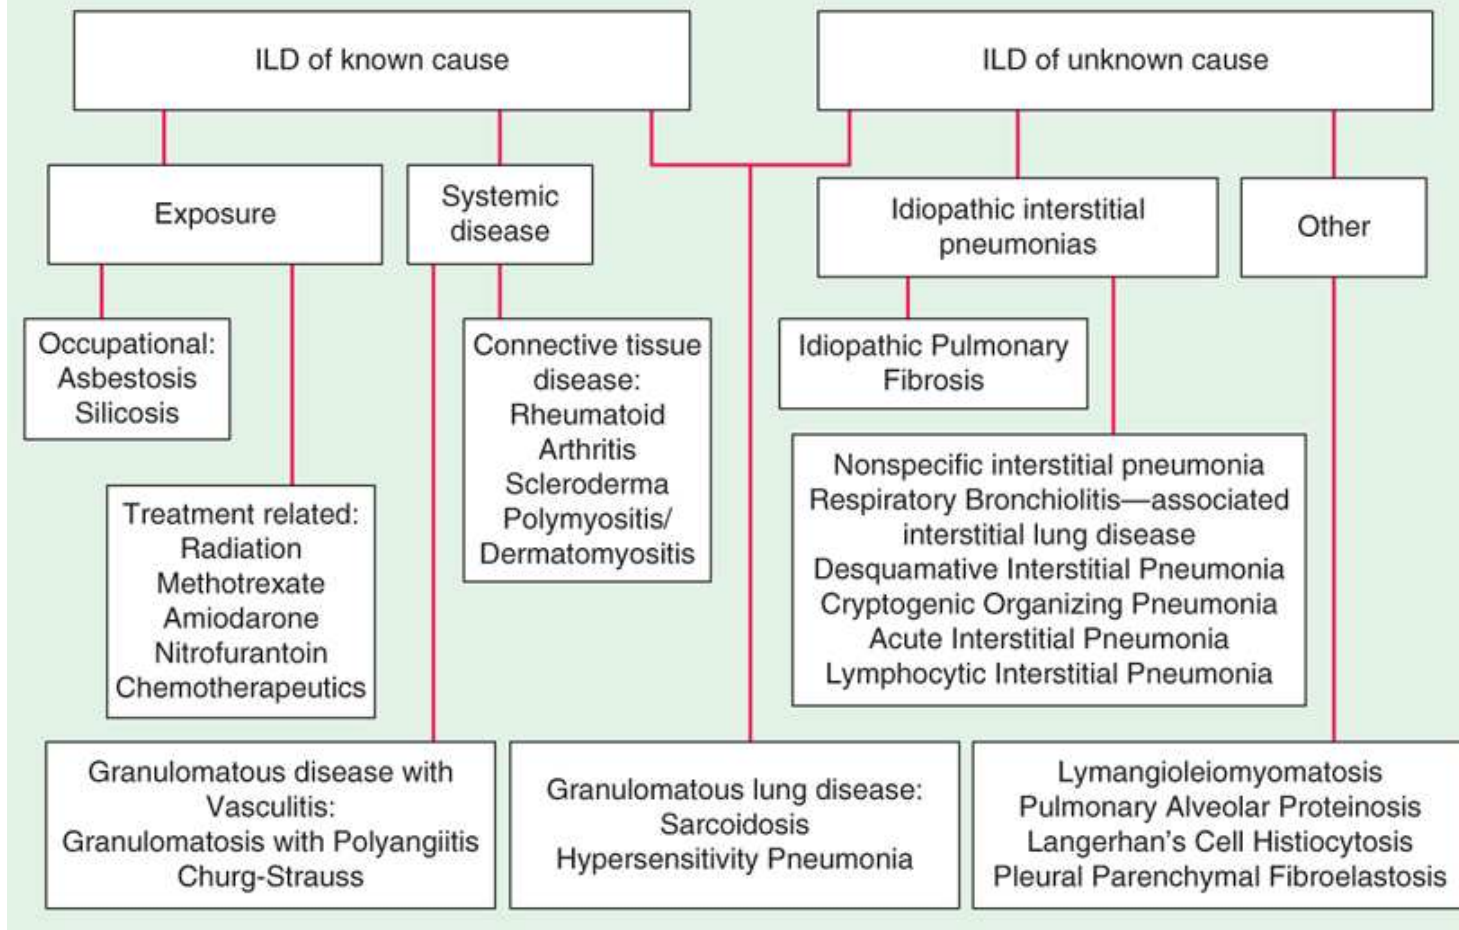 ILD of known cause
ILD of unknown cause
Exposure
Systemic
disease
Idiopathic interstitial
pneumonias
Other
Occupational:
Asbestosis
Silicosis
Treatment related:
Radiation
Methotrexate
Amiodarone
Nitrofurantoin
Chemotherapeutics
Connective tissue
disease:
Rheumatoid
Arthritis
Scleroderma
Polymyositis/
Dermatomyositis
Idiopathic Pulmonary
Fibrosis
Nonspecific interstitial pneumonia
Respiratory Bronchiolitis—associated
interstitial lung disease
Desquamative Interstitial Pneumonia
Cryptogenic Organizing Pneumonia
Acute Interstitial Pneumonia
Lymphocytic Interstitial Pneumonia
Granulomatous disease with
Vasculitis:
Granulomatosis with Polyangiitis
Churg-Strauss
Granulomatous lung disease:
Sarcoidosis
Hypersensitivity Pneumonia
Lymangioleiomyomatosis
Pulmonary Alveolar Proteinosis
Langerhan's Cell Histiocytosis
Pleural Parenchymal Fibroelastosis